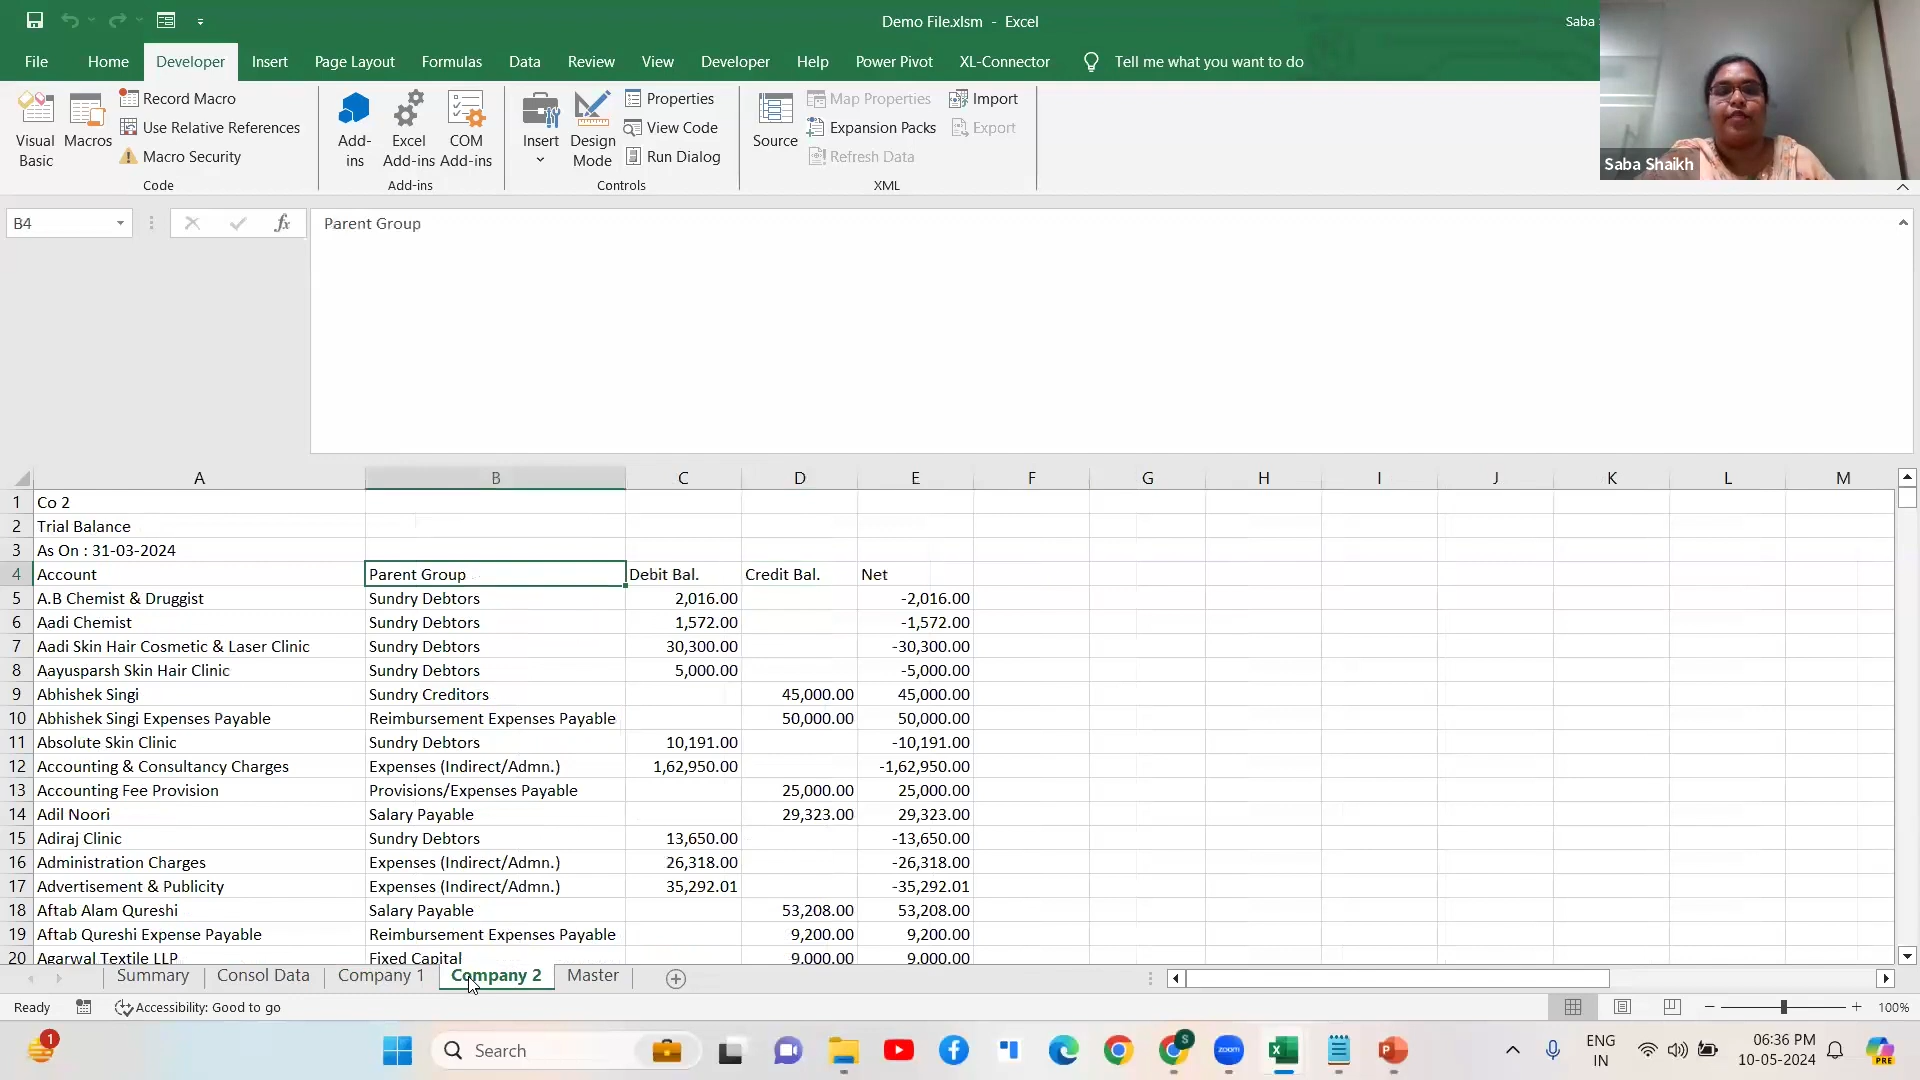 Demo File.xlsm - Excel
Saba
File Home Developer Insert Page Layout Formulas Data Review View Developer Help Power Pivot XL-Connector Tell me what you want to do
Visual Basic
Macros
Record Macro
Use Relative References
Macro Security
Code
Add-ins
Excel Add-ins
COM Add-ins
Add-ins
Insert
Design Mode
Properties
View Code
Run Dialog
Controls
Source
Map Properties
Expansion Packs
Refresh Data
Import
Export
XML
Saba Shaikh
B4 fx Parent Group
A B C D E F G H I J K L M
1 Co 2
2 Trial Balance
3 As On : 31-03-2024
4 Account Parent Group Debit Bal. Credit Bal. Net
5 A.B Chemist & Druggist Sundry Debtors 2,016.00 -2,016.00
6 Aadi Chemist Sundry Debtors 1,572.00 -1,572.00
7 Aadi Skin Hair Cosmetic & Laser Clinic Sundry Debtors 30,300.00 -30,300.00
8 Aayusparsh Skin Hair Clinic Sundry Debtors 5,000.00 -5,000.00
9 Abhishek Singi Sundry Creditors 45,000.00 45,000.00
10 Abhishek Singi Expenses Payable Reimbursement Expenses Payable 50,000.00 50,000.00
11 Absolute Skin Clinic Sundry Debtors 10,191.00 -10,191.00
12 Accounting & Consultancy Charges Expenses (Indirect/Admn.) 1,62,950.00 -1,62,950.00
13 Accounting Fee Provision Provisions/Expenses Payable 25,000.00 25,000.00
14 Adil Noori Salary Payable 29,323.00 29,323.00
15 Adiraj Clinic Sundry Debtors 13,650.00 -13,650.00
16 Administration Charges Expenses (Indirect/Admn.) 26,318.00 -26,318.00
17 Advertisement & Publicity Expenses (Indirect/Admn.) 35,292.01 -35,292.01
18 Aftab Alam Qureshi Salary Payable 53,208.00 53,208.00
19 Aftab Qureshi Expense Payable Reimbursement Expenses Payable 9,200.00 9,200.00
20 Agarwal Textile LLP Fixed Capital 9,000.00 9,000.00
Summary Consol Data Company 1 Company 2 Master
Ready Accessibility: Good to go 100%
1
Search
S
zoom
P
ENG
IN
06:36 PM
10-05-2024
PRE